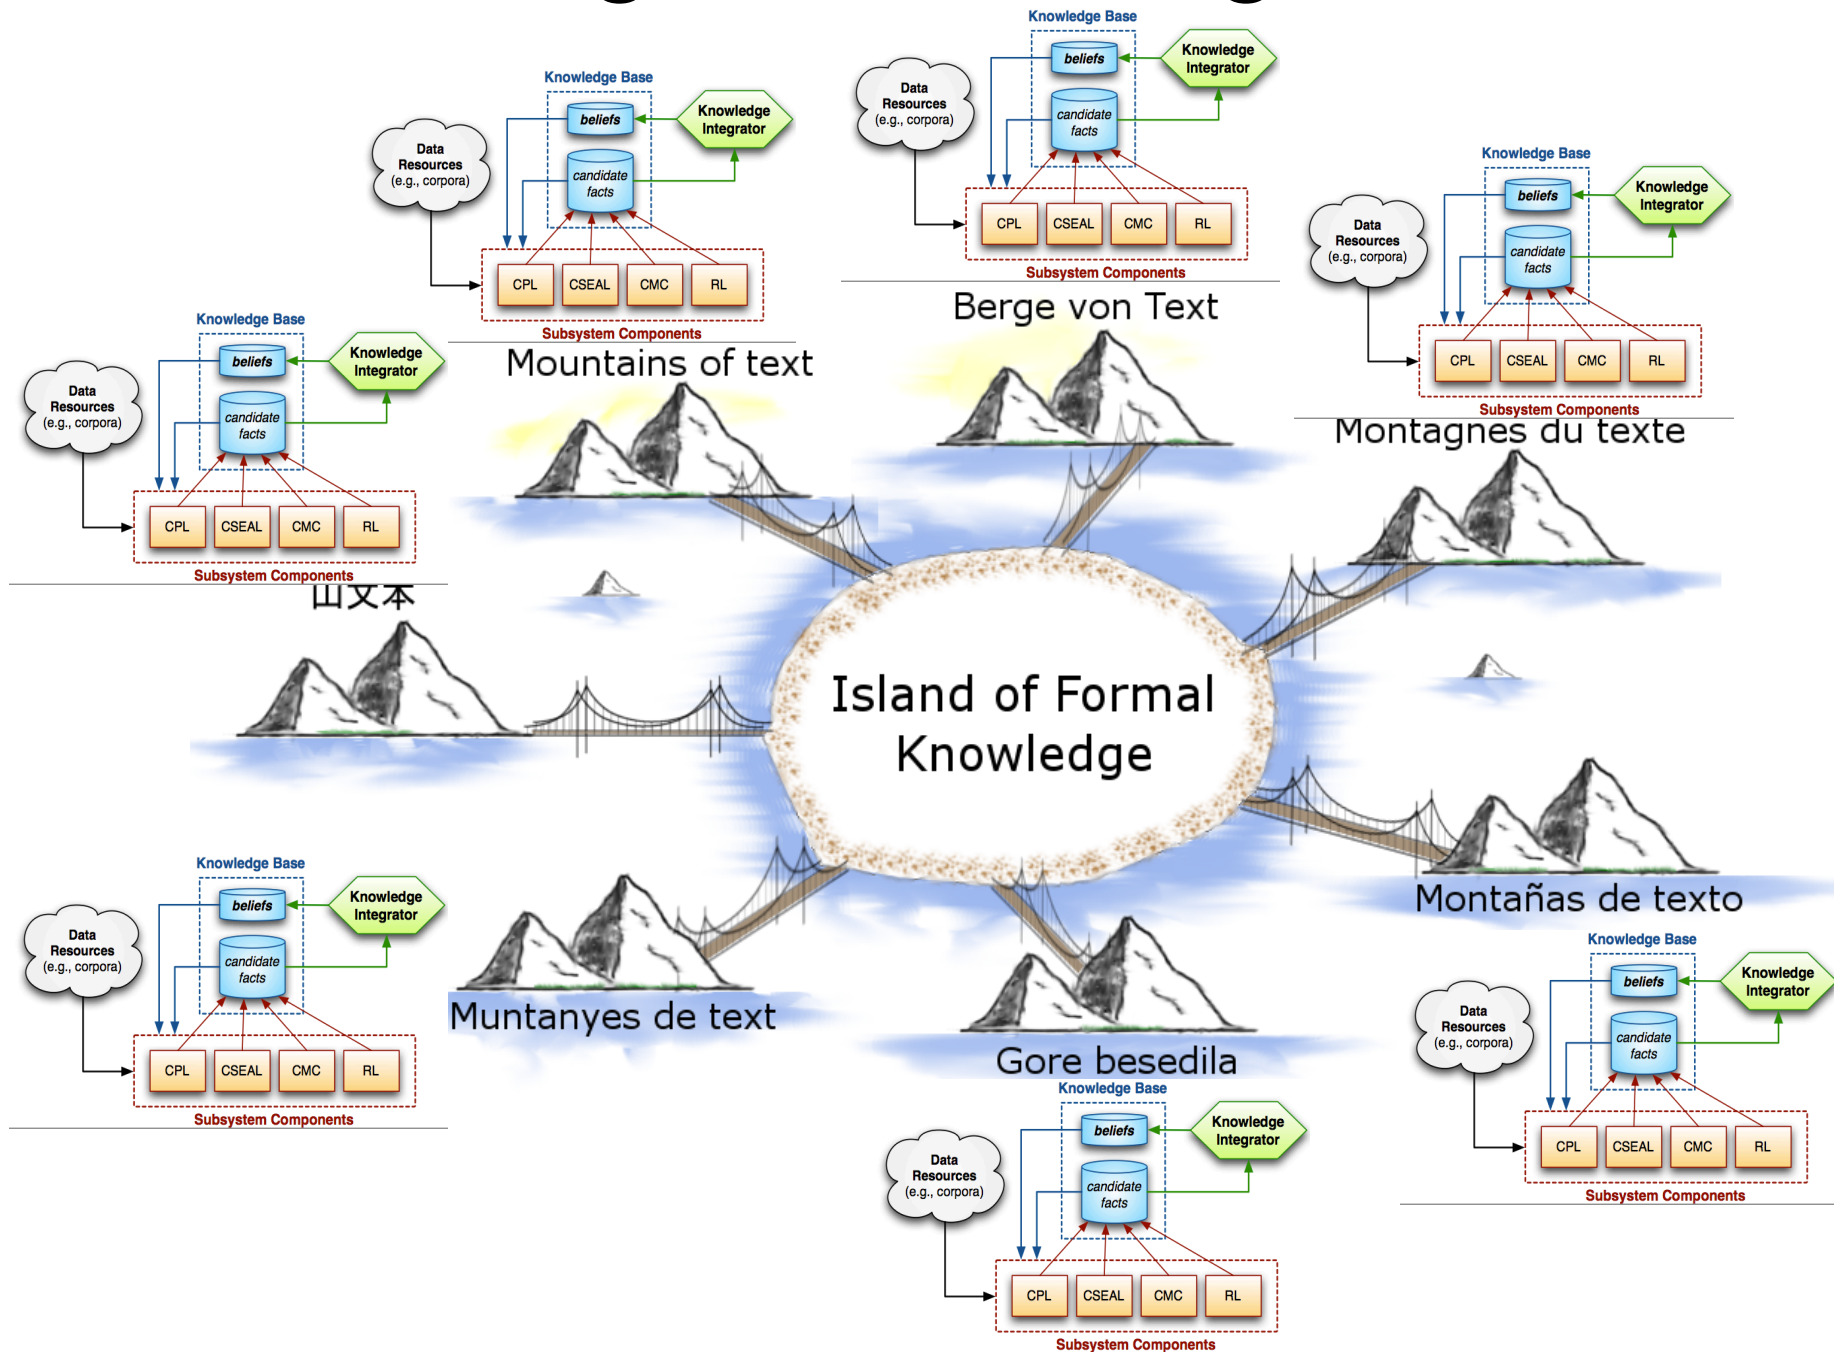 Knowledge Base
beliefs
Knowledge
Integrator
Data
Resources
(e.g., corpora)
candidate
facts
CPL
CSEAL
CMC
RL
Subsystem Components
Berge von Text
Knowledge Base
beliefs
Knowledge
Integrator
Data
Resources
(e.g., corpora)
candidate
facts
CPL
CSEAL
CMC
RL
Subsystem Components
Mountains of text
Knowledge Base
beliefs
Knowledge
Integrator
Data
Resources
(e.g., corpora)
candidate
facts
CPL
CSEAL
CMC
RL
Subsystem Components
Montagnes du texte
Knowledge Base
beliefs
Knowledge
Integrator
Data
Resources
(e.g., corpora)
candidate
facts
CPL
CSEAL
CMC
RL
Subsystem Components
山文本
Island of Formal
Knowledge
Knowledge Base
beliefs
Knowledge
Integrator
Data
Resources
(e.g., corpora)
candidate
facts
CPL
CSEAL
CMC
RL
Subsystem Components
Muntanyes de text
Montañas de texto
Knowledge Base
beliefs
Knowledge
Integrator
Data
Resources
(e.g., corpora)
candidate
facts
CPL
CSEAL
CMC
RL
Subsystem Components
Gore besedila
Knowledge Base
beliefs
Knowledge
Integrator
Data
Resources
(e.g., corpora)
candidate
facts
CPL
CSEAL
CMC
RL
Subsystem Components